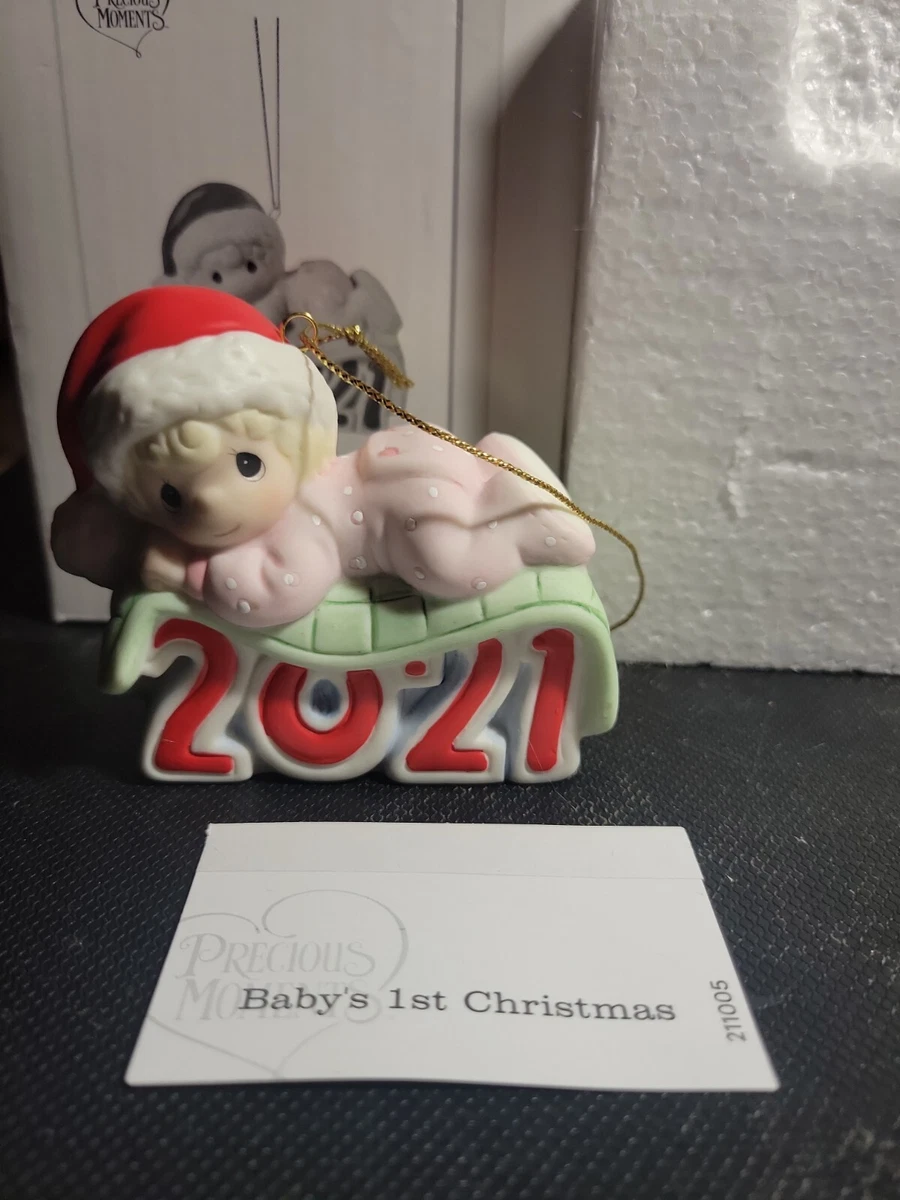 PRECIOUS
MOMENTS
2021
PRECIOUS
MOMENTS
Baby's 1st Christmas
211005